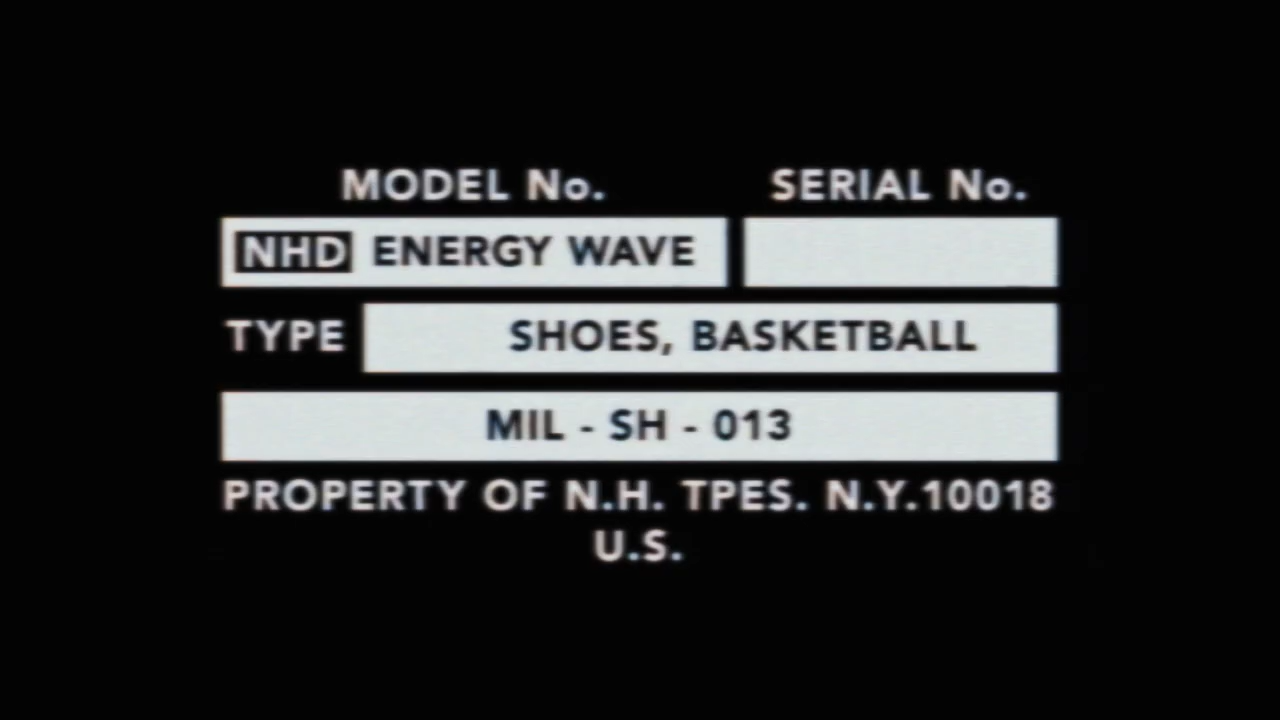 MODEL No. SERIAL No.
NHD ENERGY WAVE
TYPE SHOES, BASKETBALL
MIL - SH - 013
PROPERTY OF N.H. TPES. N.Y.10018
U.S.